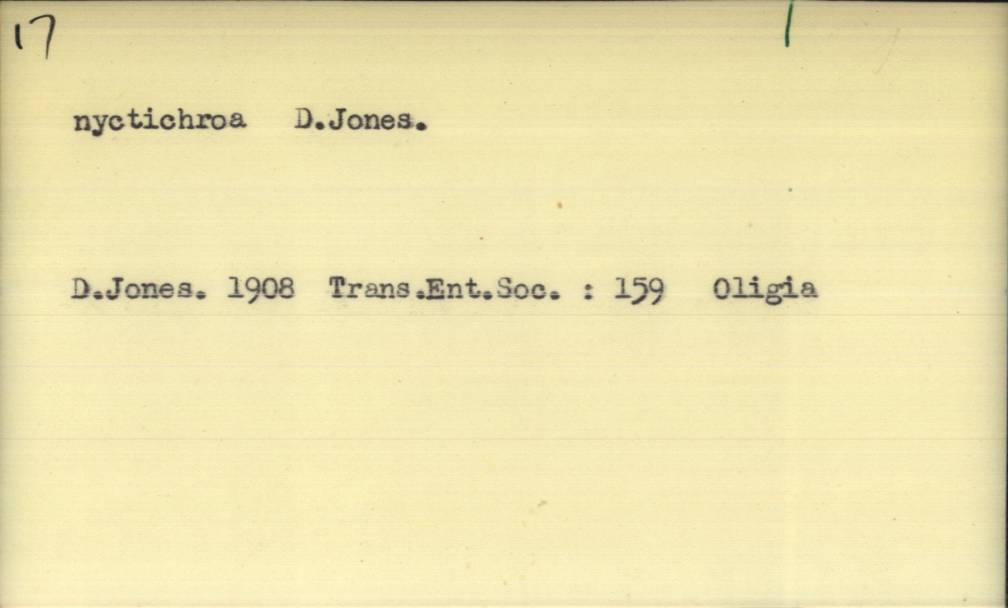 17
nyctichroa D.Jones.
D.Jones. 1908 Trans.Ent.Soc. : 159 Oligia